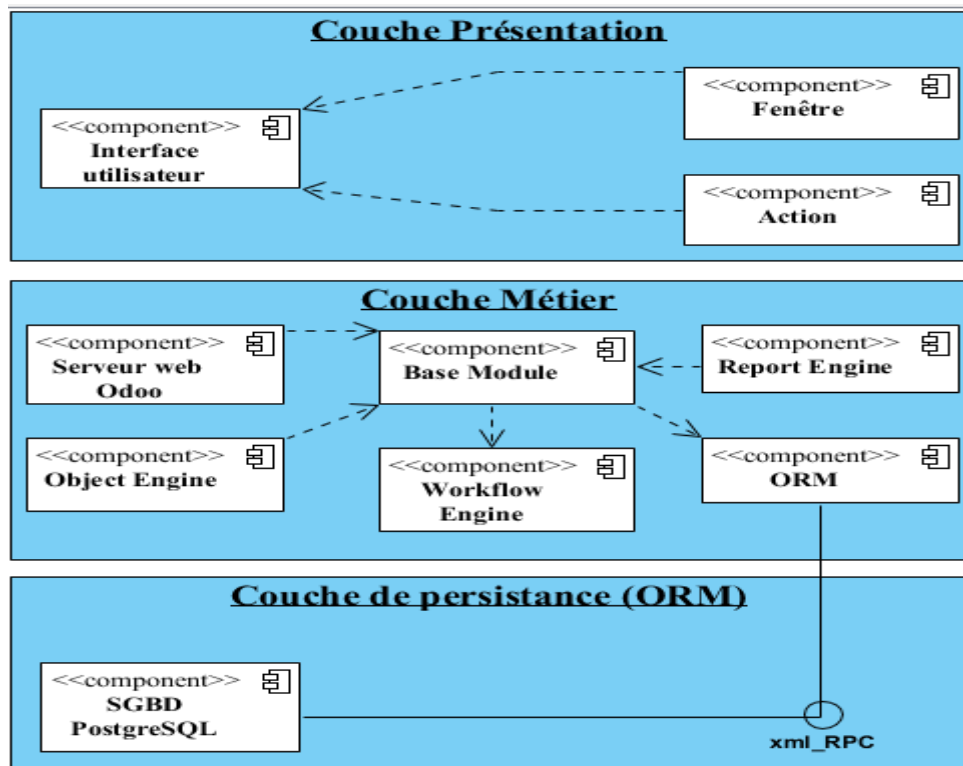 Couche Présentation
<<component>>
Interface
utilisateur
<<component>>
Fenêtre
<<component>>
Action
Couche Métier
<<component>>
Serveur web
Odoo
<<component>>
Base Module
<<component>>
Report Engine
<<component>>
Object Engine
<<component>>
Workflow
Engine
<<component>>
ORM
Couche de persistance (ORM)
<<component>>
SGBD
PostgreSQL
xml_RPC